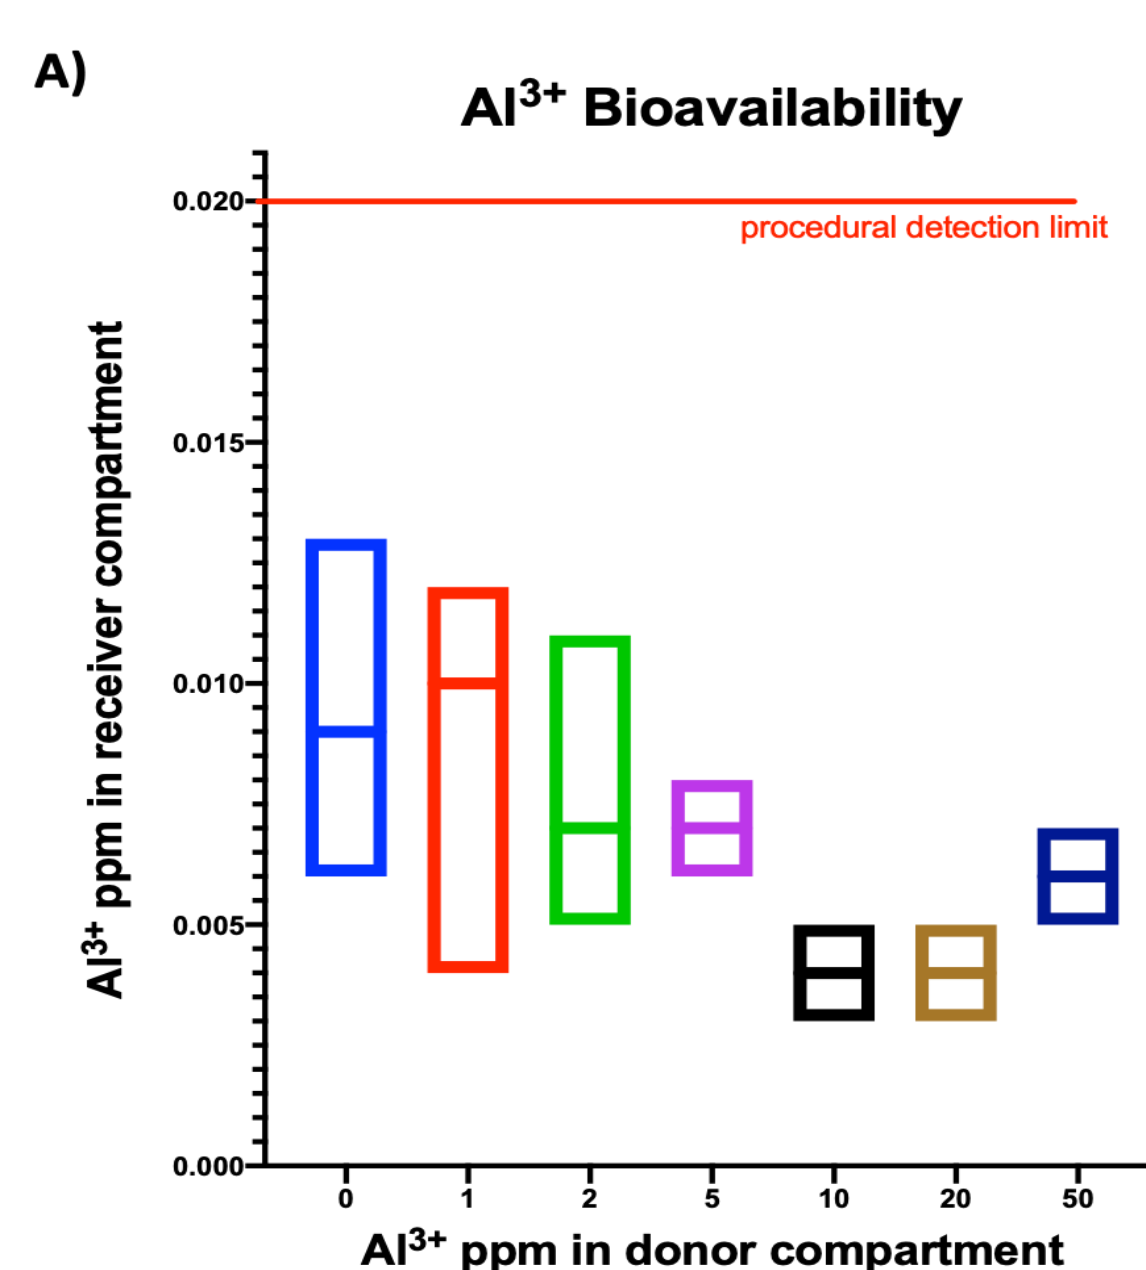 A)
Al³⁺ Bioavailability
0.020
procedural detection limit
0.015
0.010
0.005
0.000
Al³⁺ ppm in receiver compartment
0 1 2 5 10 20 50
Al³⁺ ppm in donor compartment